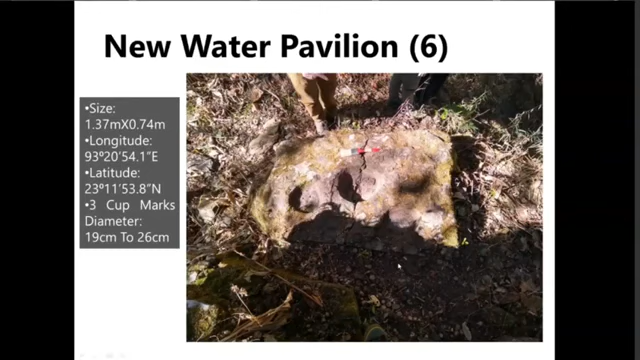 New Water Pavilion (6)
•Size:
1.37mX0.74m
•Longitude:
93º20’54.1”E
•Latitude:
23º11’53.8”N
•3 Cup Marks
Diameter:
19cm To 26cm